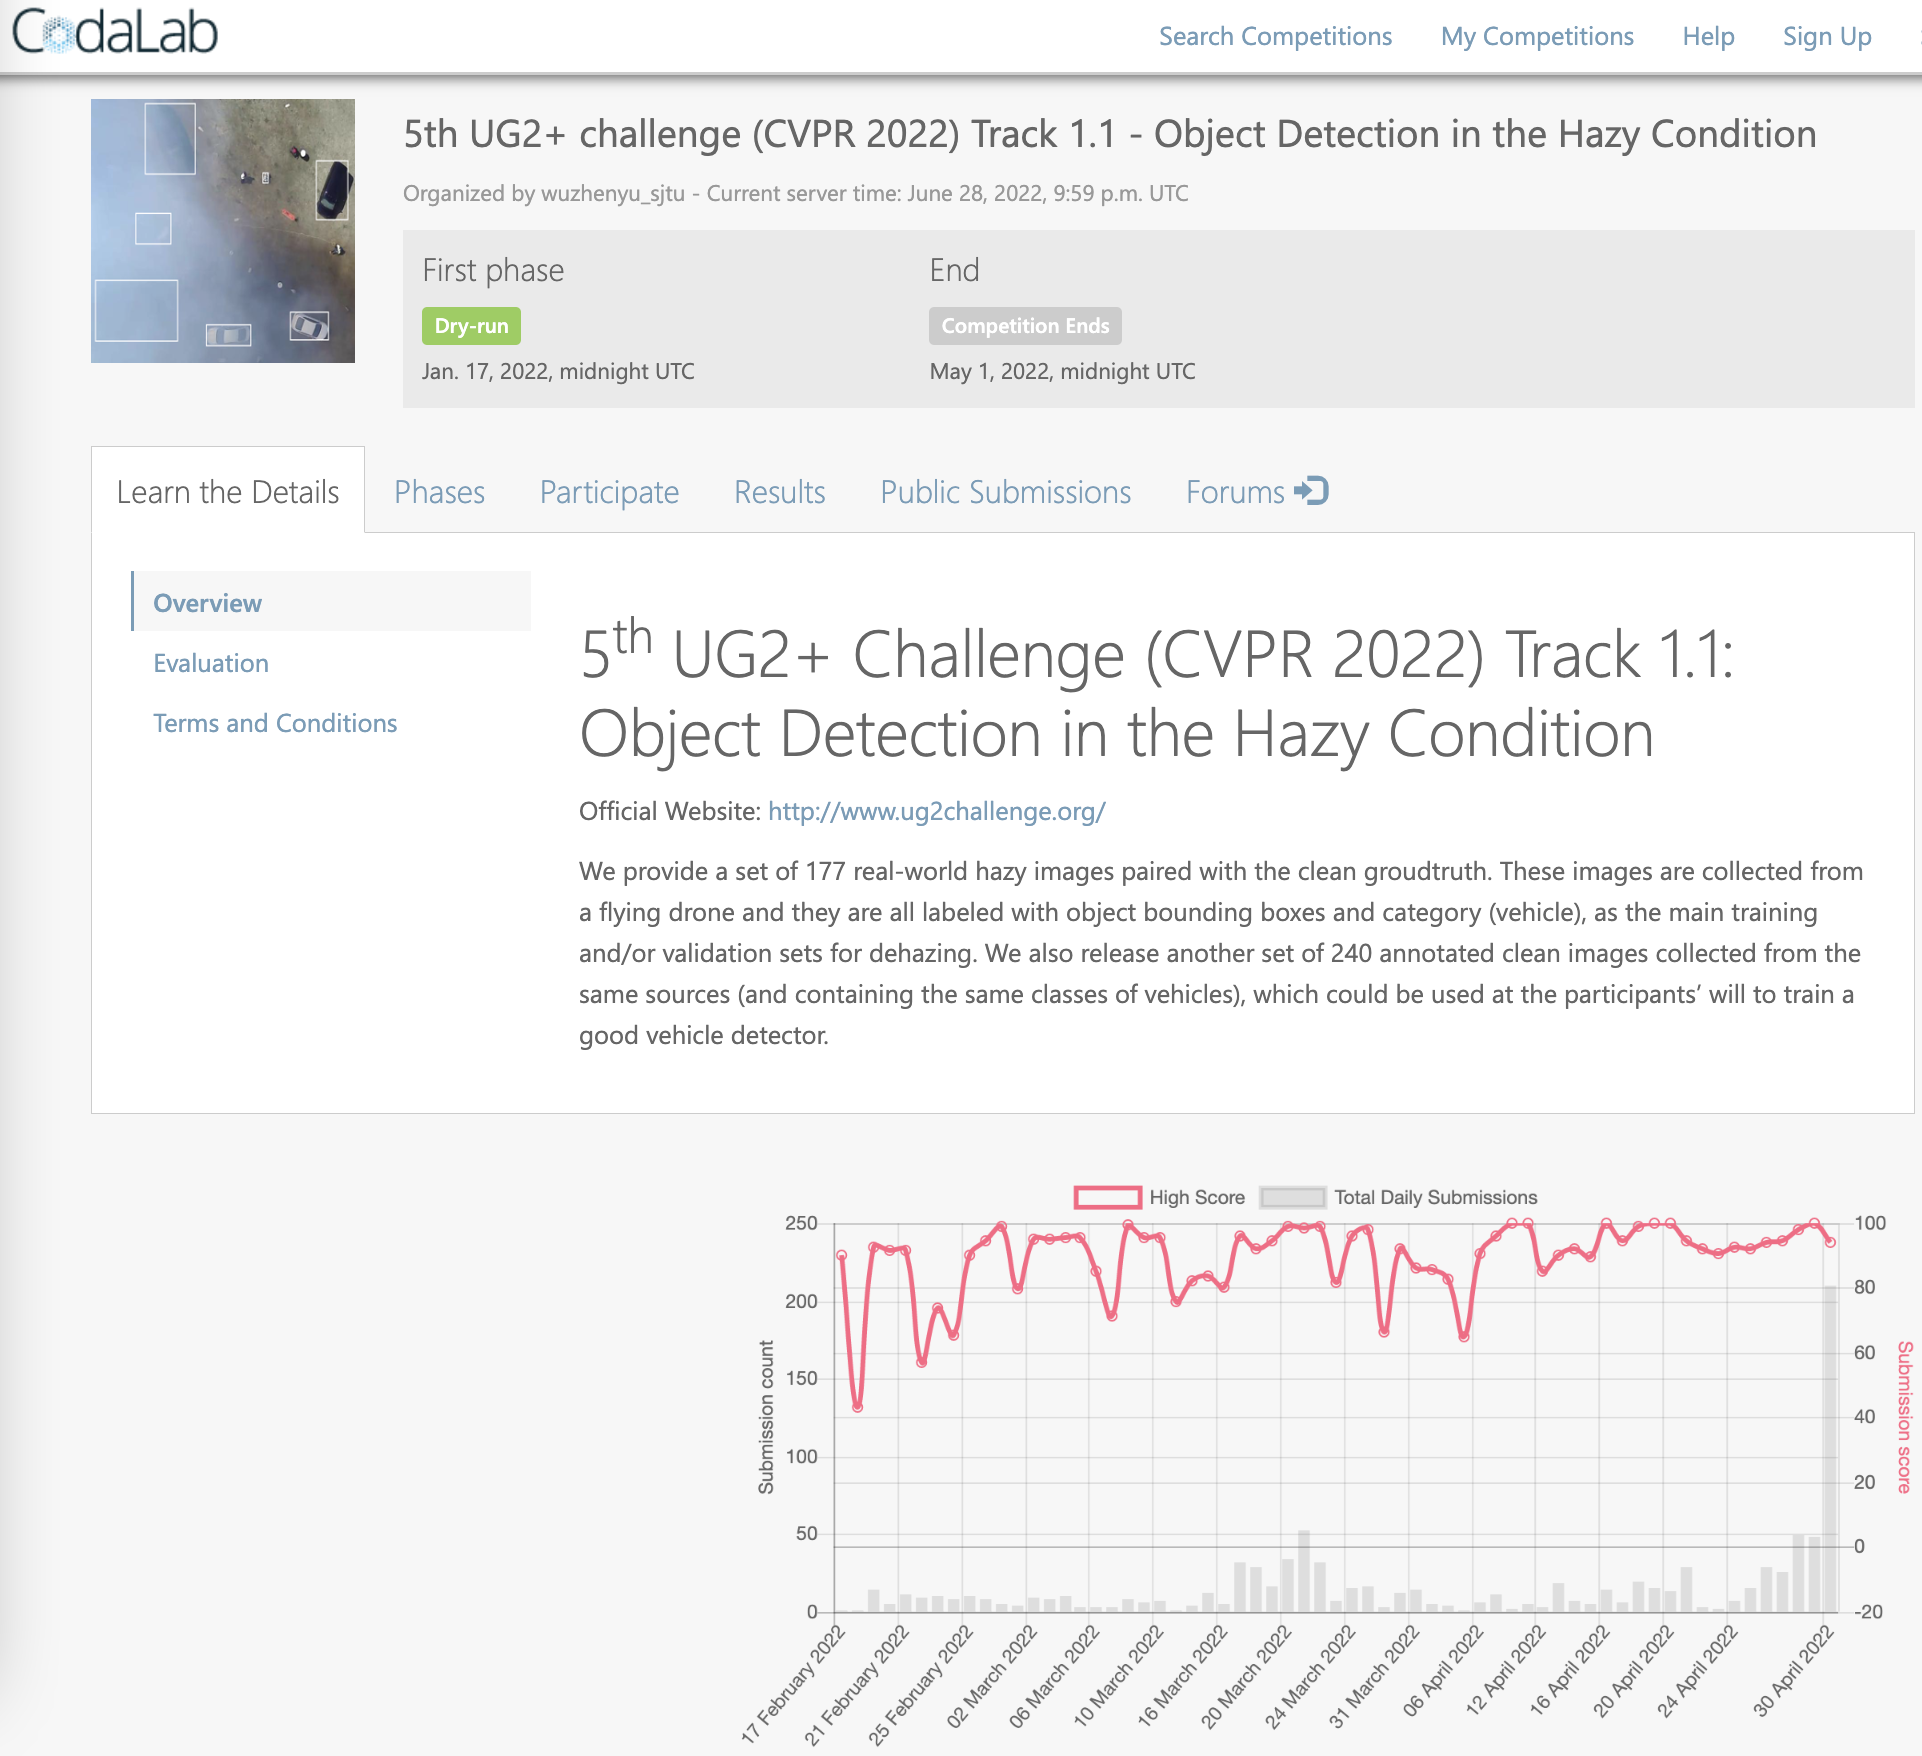 CodaLab
Search Competitions My Competitions Help Sign Up
5th UG2+ challenge (CVPR 2022) Track 1.1 - Object Detection in the Hazy Condition
Organized by wuzhenyu_sjtu - Current server time: June 28, 2022, 9:59 p.m. UTC
First phase End
Dry-run Competition Ends
Jan. 17, 2022, midnight UTC May 1, 2022, midnight UTC
Learn the Details Phases Participate Results Public Submissions Forums
Overview
Evaluation
Terms and Conditions
5th UG2+ Challenge (CVPR 2022) Track 1.1:
Object Detection in the Hazy Condition
Official Website: http://www.ug2challenge.org/
We provide a set of 177 real-world hazy images paired with the clean groudtruth. These images are collected from
a flying drone and they are all labeled with object bounding boxes and category (vehicle), as the main training
and/or validation sets for dehazing. We also release another set of 240 annotated clean images collected from the
same sources (and containing the same classes of vehicles), which could be used at the participants’ will to train a
good vehicle detector.
High Score Total Daily Submissions
Submission count
250
200
150
100
50
0
100
80
60
40
20
0
-20
Submission score
17 February 2022
21 February 2022
25 February 2022
02 March 2022
06 March 2022
10 March 2022
16 March 2022
20 March 2022
24 March 2022
31 March 2022
06 April 2022
12 April 2022
16 April 2022
20 April 2022
24 April 2022
30 April 2022